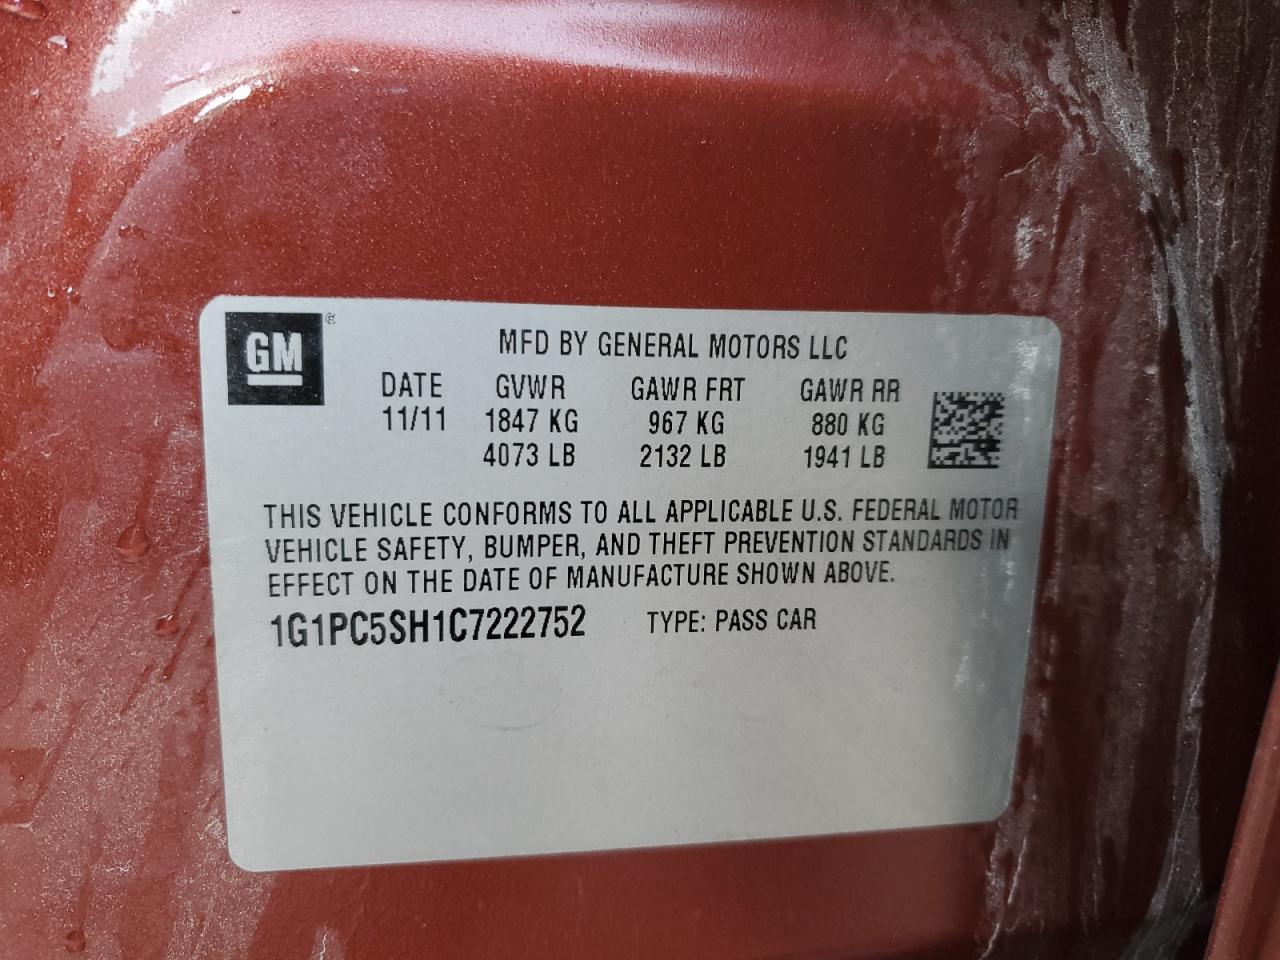 GM
MFD BY GENERAL MOTORS LLC
DATE GVWR GAWR FRT GAWR RR
11/11 1847 KG 967 KG 880 KG
4073 LB 2132 LB 1941 LB
THIS VEHICLE CONFORMS TO ALL APPLICABLE U.S. FEDERAL MOTOR
VEHICLE SAFETY, BUMPER, AND THEFT PREVENTION STANDARDS IN
EFFECT ON THE DATE OF MANUFACTURE SHOWN ABOVE.
1G1PC5SH1C7222752 TYPE: PASS CAR